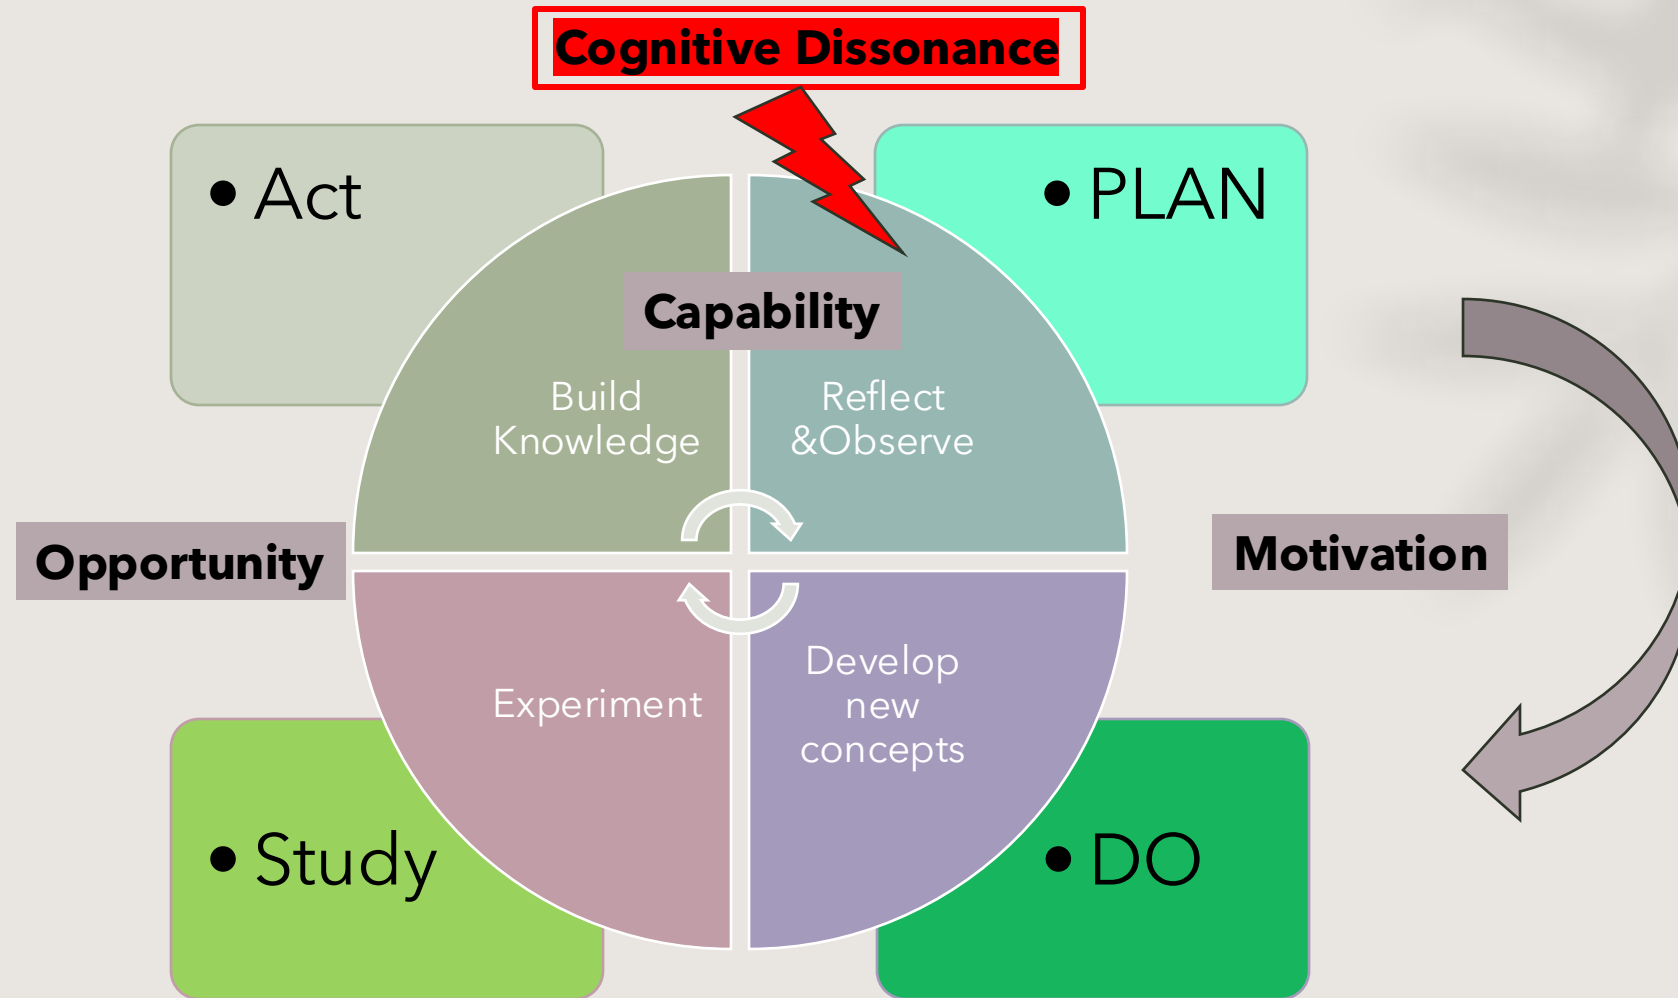 Cognitive Dissonance
• Act
• PLAN
Capability
Build
Knowledge
Reflect
&Observe
Opportunity
Motivation
Experiment
Develop
new
concepts
• Study
• DO